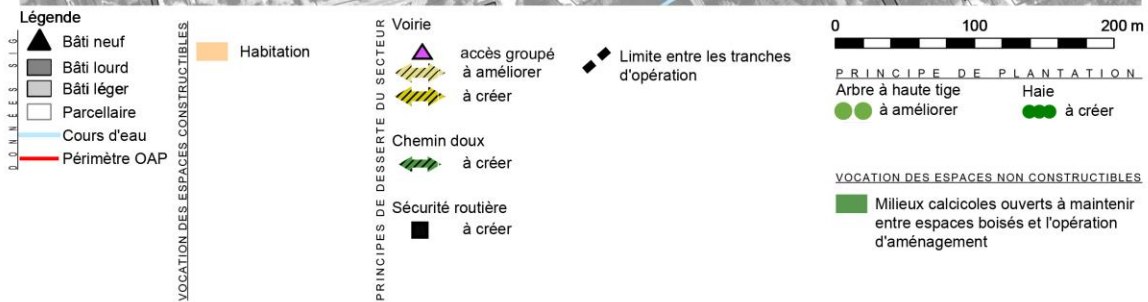 Légende
DONNÉES SIG
Bâti neuf
Bâti lourd
Bâti léger
Parcellaire
Cours d'eau
Périmètre OAP
VOCATION DES ESPACES CONSTRUCTIBLES
Habitation
PRINCIPES DE DESSERTE DU SECTEUR
Voirie
accès groupé
à améliorer
à créer
Chemin doux
à créer
Sécurité routière
à créer
Limite entre les tranches
d'opération
0 100 200 m
PRINCIPE DE PLANTATION
Arbre à haute tige
à améliorer
Haie
à créer
VOCATION DES ESPACES NON CONSTRUCTIBLES
Milieux calcicoles ouverts à maintenir
entre espaces boisés et l'opération
d'aménagement